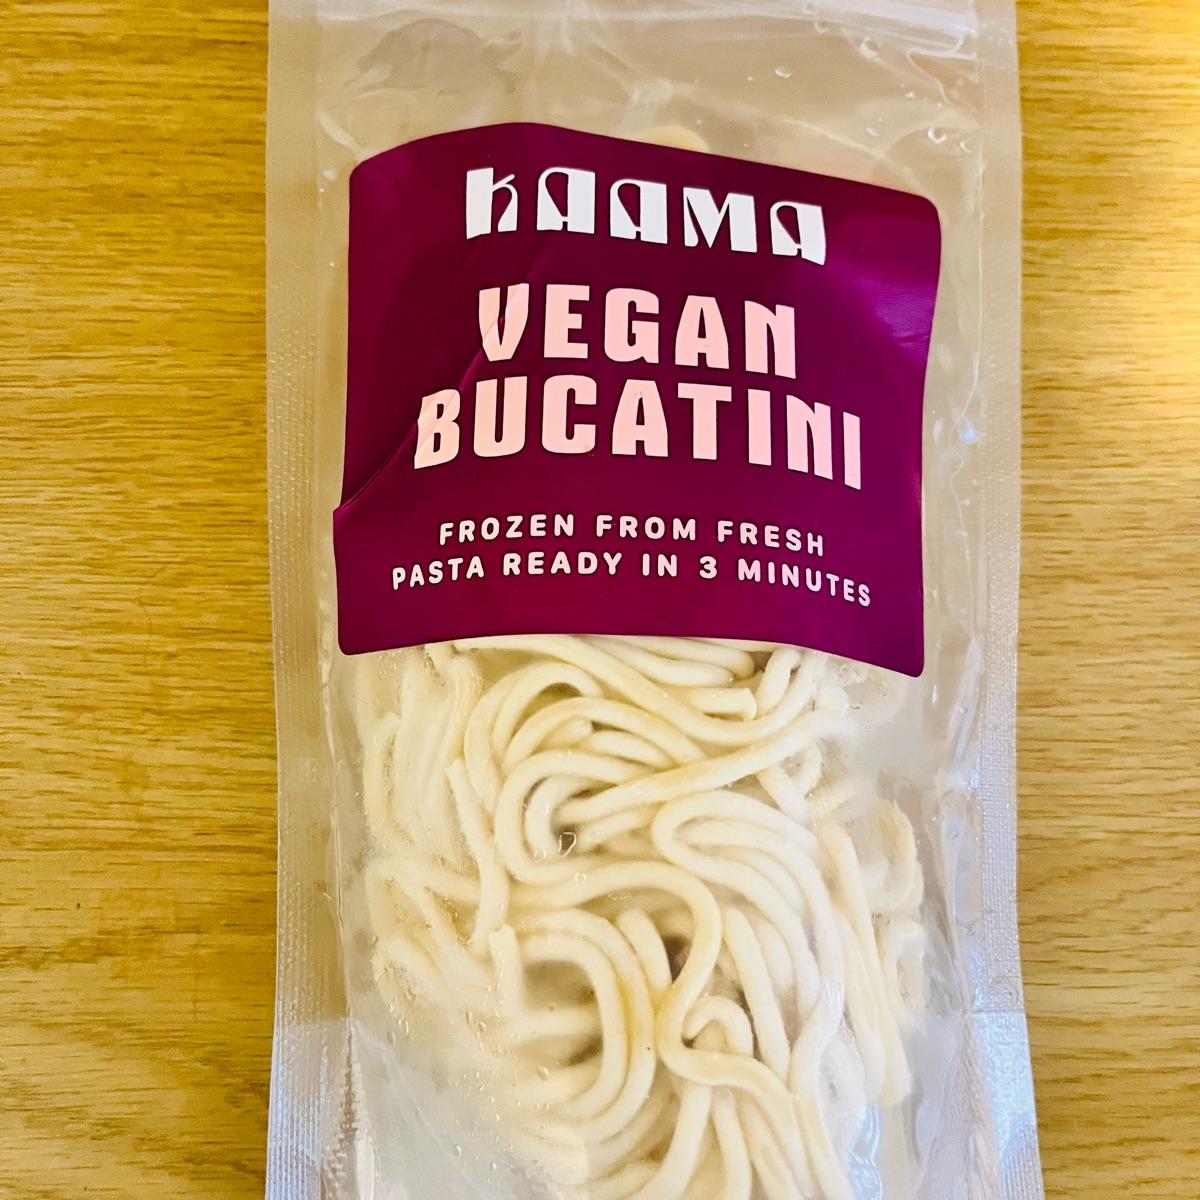 KAAMA
VEGAN
BUCATINI
FROZEN FROM FRESH
PASTA READY IN 3 MINUTES